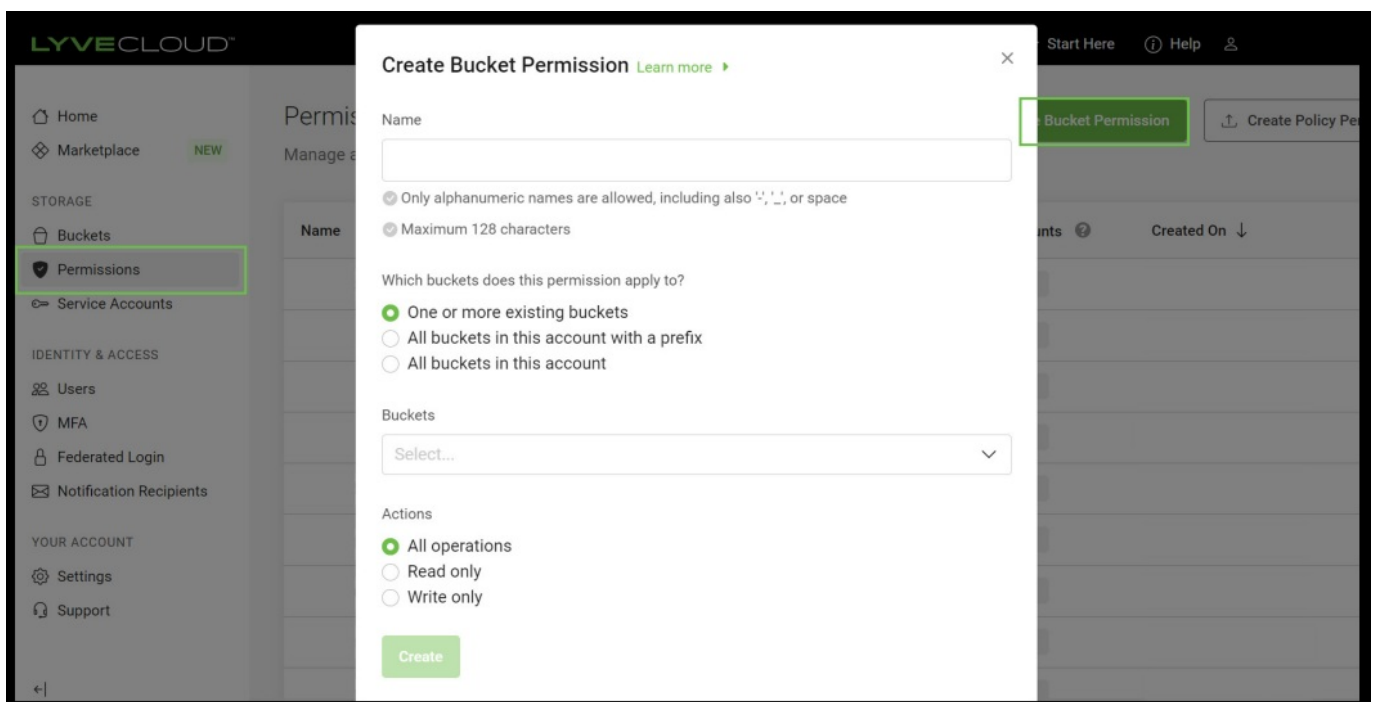 LYVECLOUD™
Start Here
Help
Create Bucket Permission Learn more
Home
Marketplace NEW
STORAGE
Buckets
Permissions
Service Accounts
IDENTITY & ACCESS
Users
MFA
Federated Login
Notification Recipients
YOUR ACCOUNT
Settings
Support
Manage
Bucket Permission
Create Policy
Name
Created On ↓
Name
Only alphanumeric names are allowed, including also '-', '_', or space
Maximum 128 characters
Which buckets does this permission apply to?
One or more existing buckets
All buckets in this account with a prefix
All buckets in this account
Buckets
Select...
Actions
All operations
Read only
Write only
Create